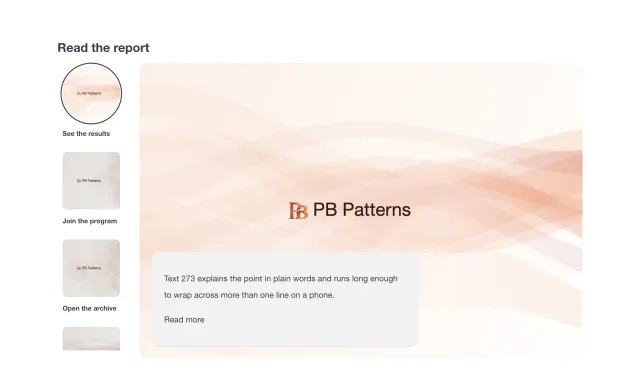 Read the report
PB Patterns
See the results
PB Patterns
Join the program
PB Patterns
Open the archive
PB PB Patterns
Text 273 explains the point in plain words and runs long enough
to wrap across more than one line on a phone.
Read more